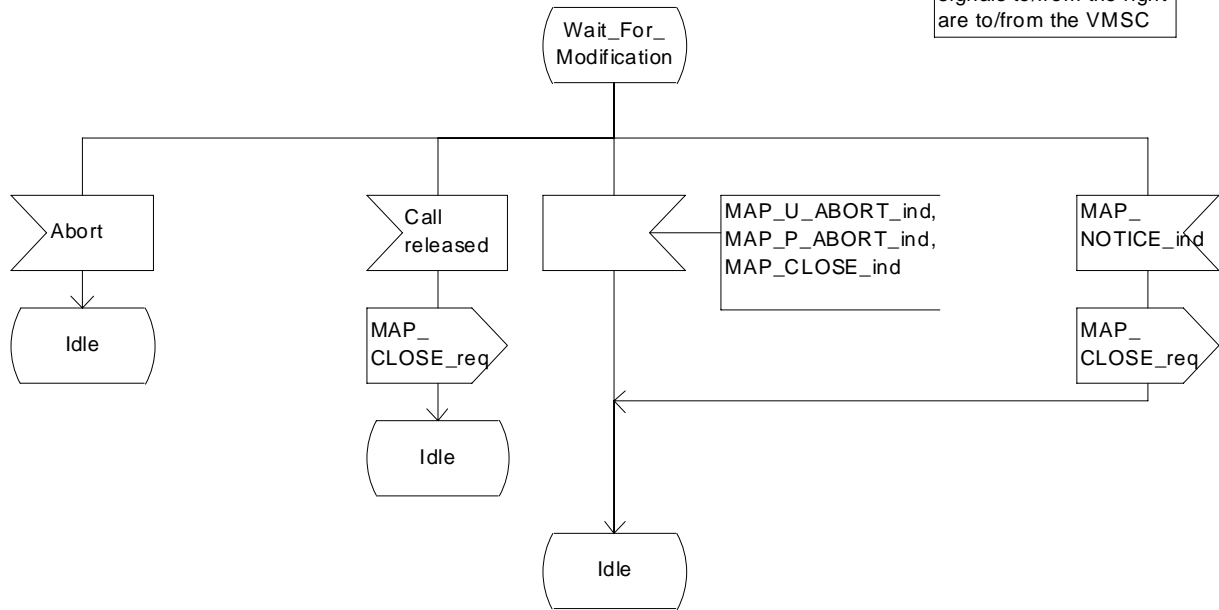 signals to/from the right
are to/from the VMSC
Wait_For_
Modification
Abort
Call
released
MAP_U_ABORT_ind,
MAP_P_ABORT_ind,
MAP_CLOSE_ind
MAP_
NOTICE_ind
Idle
MAP_
CLOSE_req
MAP_
CLOSE_req
Idle
Idle